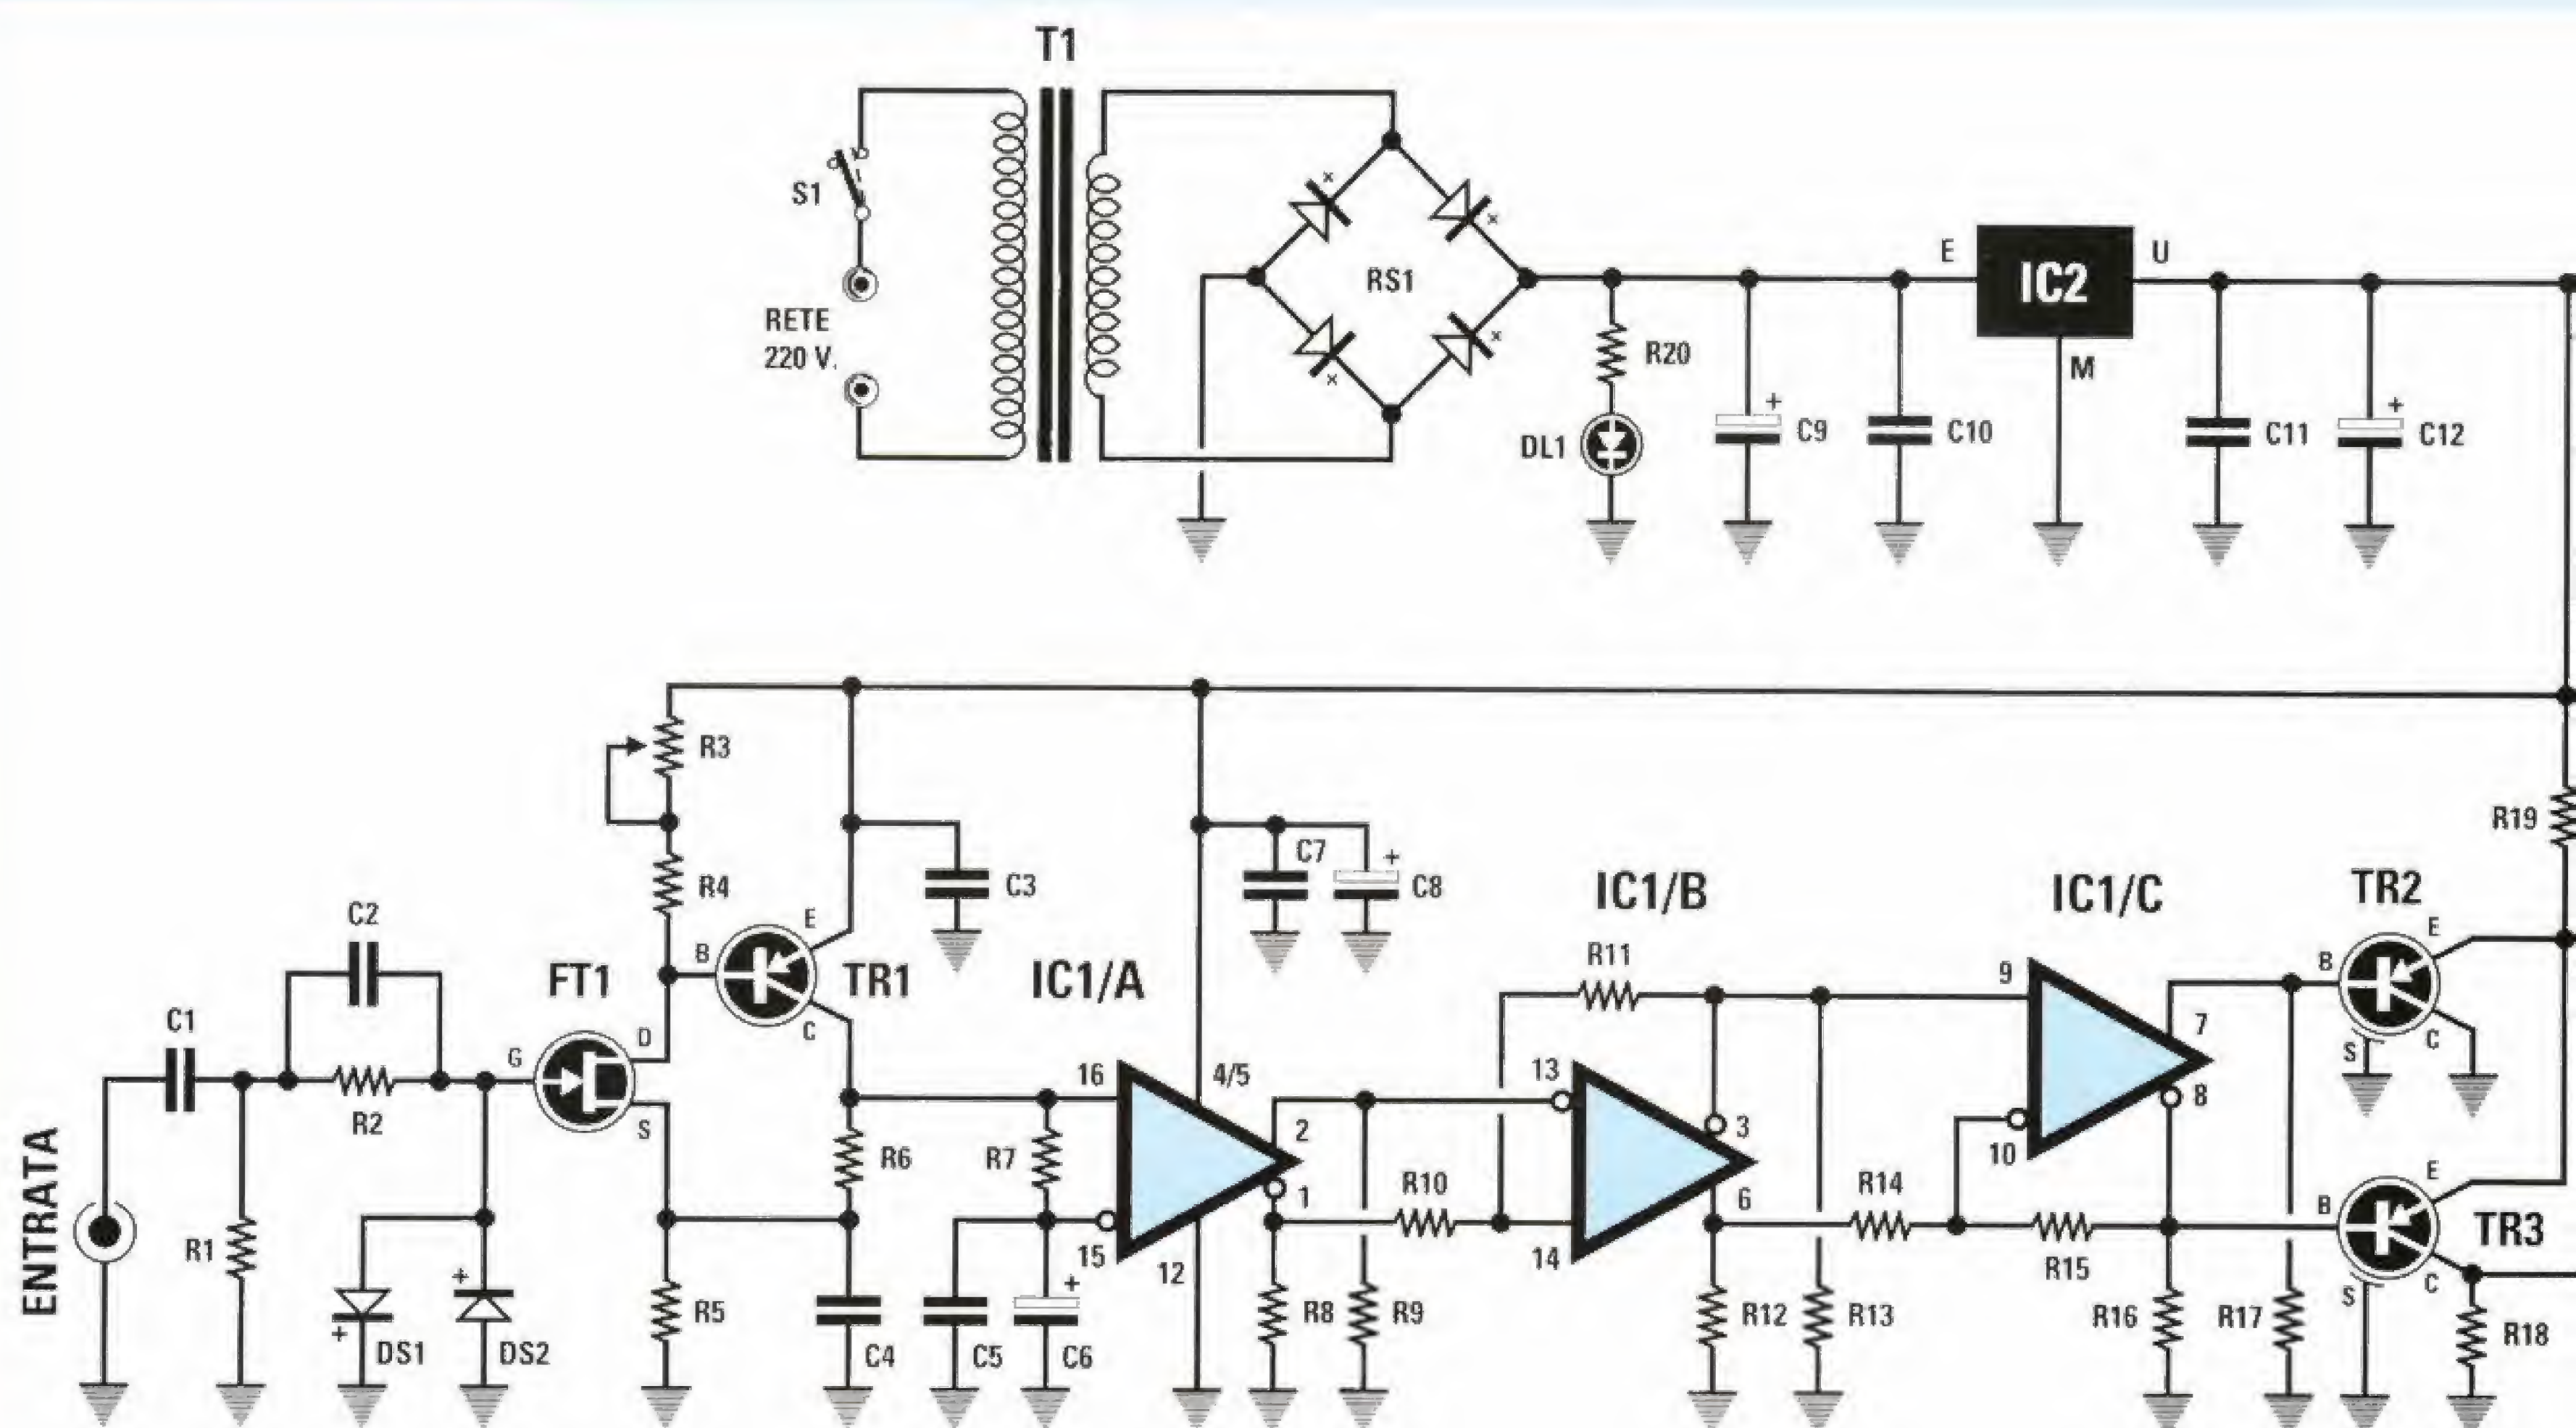 T1
S1
RETE
220 V.
RS1
R20
DL1
+
C9
C10
E
IC2
U
M
C11
+
C12
R3
R4
C3
C7
+
C8
R19
C2
FT1
B
E
TR1
C
IC1/A
IC1/B
R11
IC1/C
TR2
B
E
S
C
C1
G
D
S
R2
ENTRATA
R1
DS1
+
DS2
+
R5
R6
R7
C4
C5
+
C6
16
15
4/5
12
2
1
R8
R9
R10
13
14
3
6
R12
R13
R14
9
10
7
8
R15
R16
R17
B
E
TR3
S
C
R18